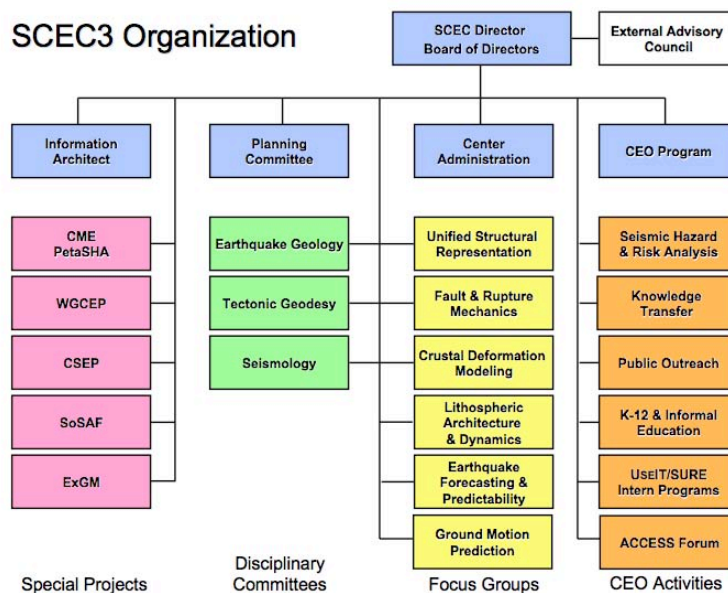 SCEC3 Organization
SCEC Director
Board of Directors
External Advisory
Council
Information
Architect
Planning
Committee
Center
Administration
CEO Program
CME
PetaSHA
Earthquake Geology
Unified Structural
Representation
Seismic Hazard
& Risk Analysis
WGCEP
Tectonic Geodesy
Fault & Rupture
Mechanics
Knowledge
Transfer
CSEP
Seismology
Crustal Deformation
Modeling
Public Outreach
SoSAF
Lithospheric
Architecture
& Dynamics
K-12 & Informal
Education
ExGM
Earthquake
Forecasting &
Predictability
USEIT/SURE
Intern Programs
Ground Motion
Prediction
ACCESS Forum
Special Projects
Disciplinary
Committees
Focus Groups
CEO Activities